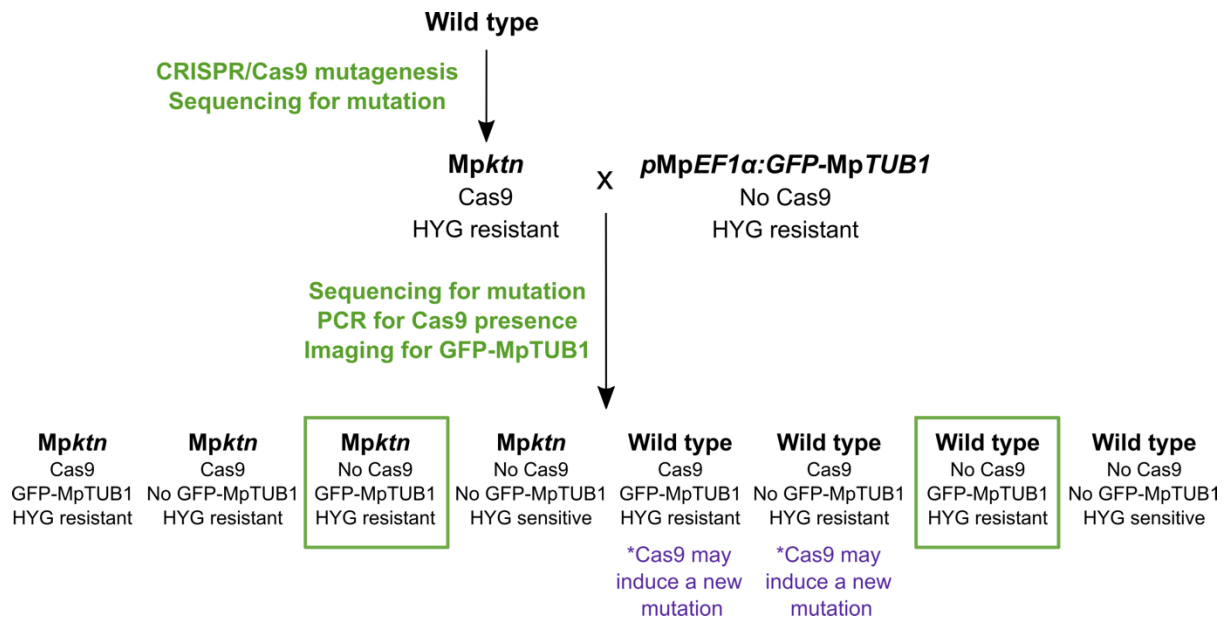 Wild type
CRISPR/Cas9 mutagenesis
Sequencing for mutation
Mpktn
Cas9
HYG resistant
x
pMpEF1α:GFP-MpTUB1
No Cas9
HYG resistant
Sequencing for mutation
PCR for Cas9 presence
Imaging for GFP-MpTUB1
Mpktn
Cas9
GFP-MpTUB1
HYG resistant
Mpktn
Cas9
No GFP-MpTUB1
HYG resistant
Mpktn
No Cas9
GFP-MpTUB1
HYG resistant
Mpktn
No Cas9
No GFP-MpTUB1
HYG sensitive
Wild type
Cas9
GFP-MpTUB1
HYG resistant
*Cas9 may
induce a new
mutation
Wild type
Cas9
No GFP-MpTUB1
HYG resistant
*Cas9 may
induce a new
mutation
Wild type
No Cas9
GFP-MpTUB1
HYG resistant
Wild type
No Cas9
No GFP-MpTUB1
HYG sensitive